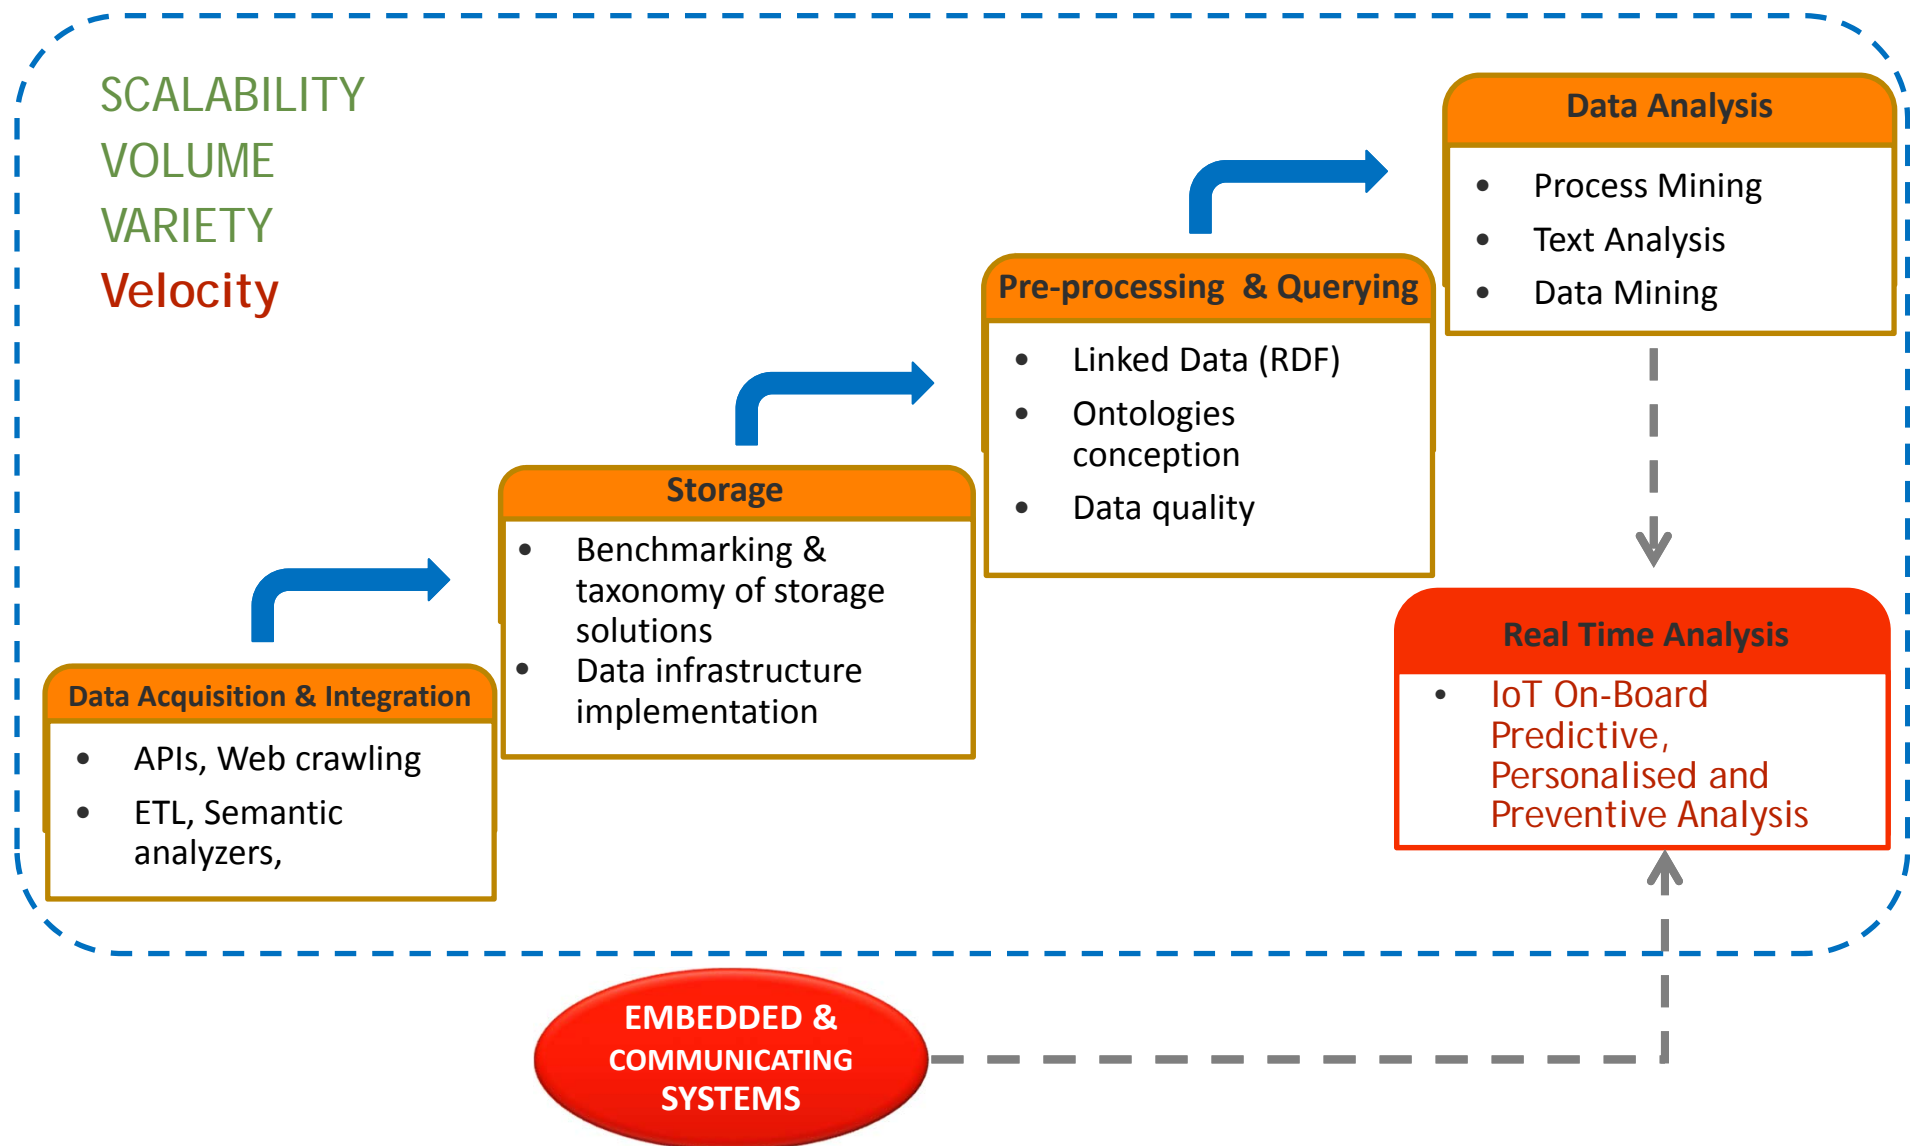 SCALABILITY
VOLUME
VARIETY
Velocity
Data Analysis
• Process Mining
• Text Analysis
• Data Mining
Pre-processing & Querying
• Linked Data (RDF)
• Ontologies
conception
• Data quality
Storage
• Benchmarking &
taxonomy of storage
solutions
• Data infrastructure
implementation
Data Acquisition & Integration
• APIs, Web crawling
• ETL, Semantic
analyzers,
Real Time Analysis
• IoT On-Board
Predictive,
Personalised and
Preventive Analysis
EMBEDDED &
COMMUNICATING
SYSTEMS